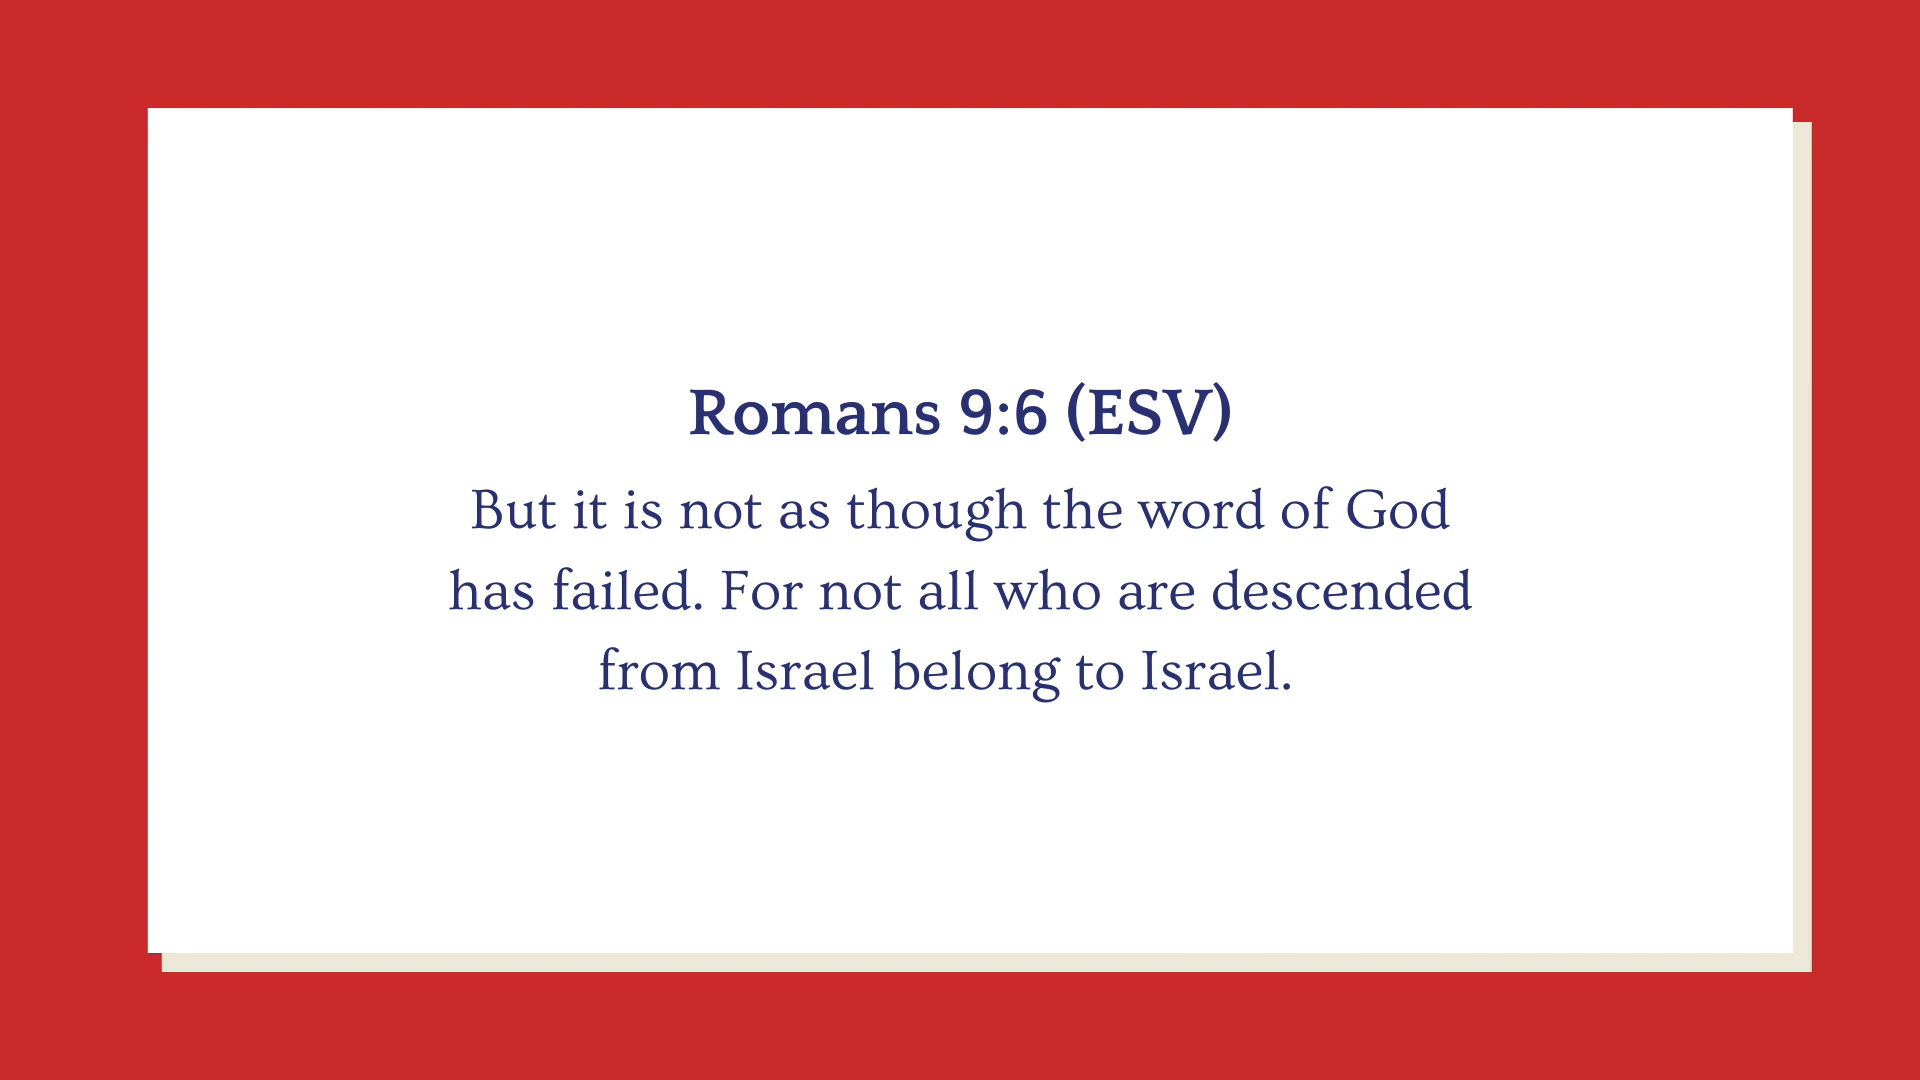 Romans 9:6 (ESV)
But it is not as though the word of God
has failed. For not all who are descended
from Israel belong to Israel.